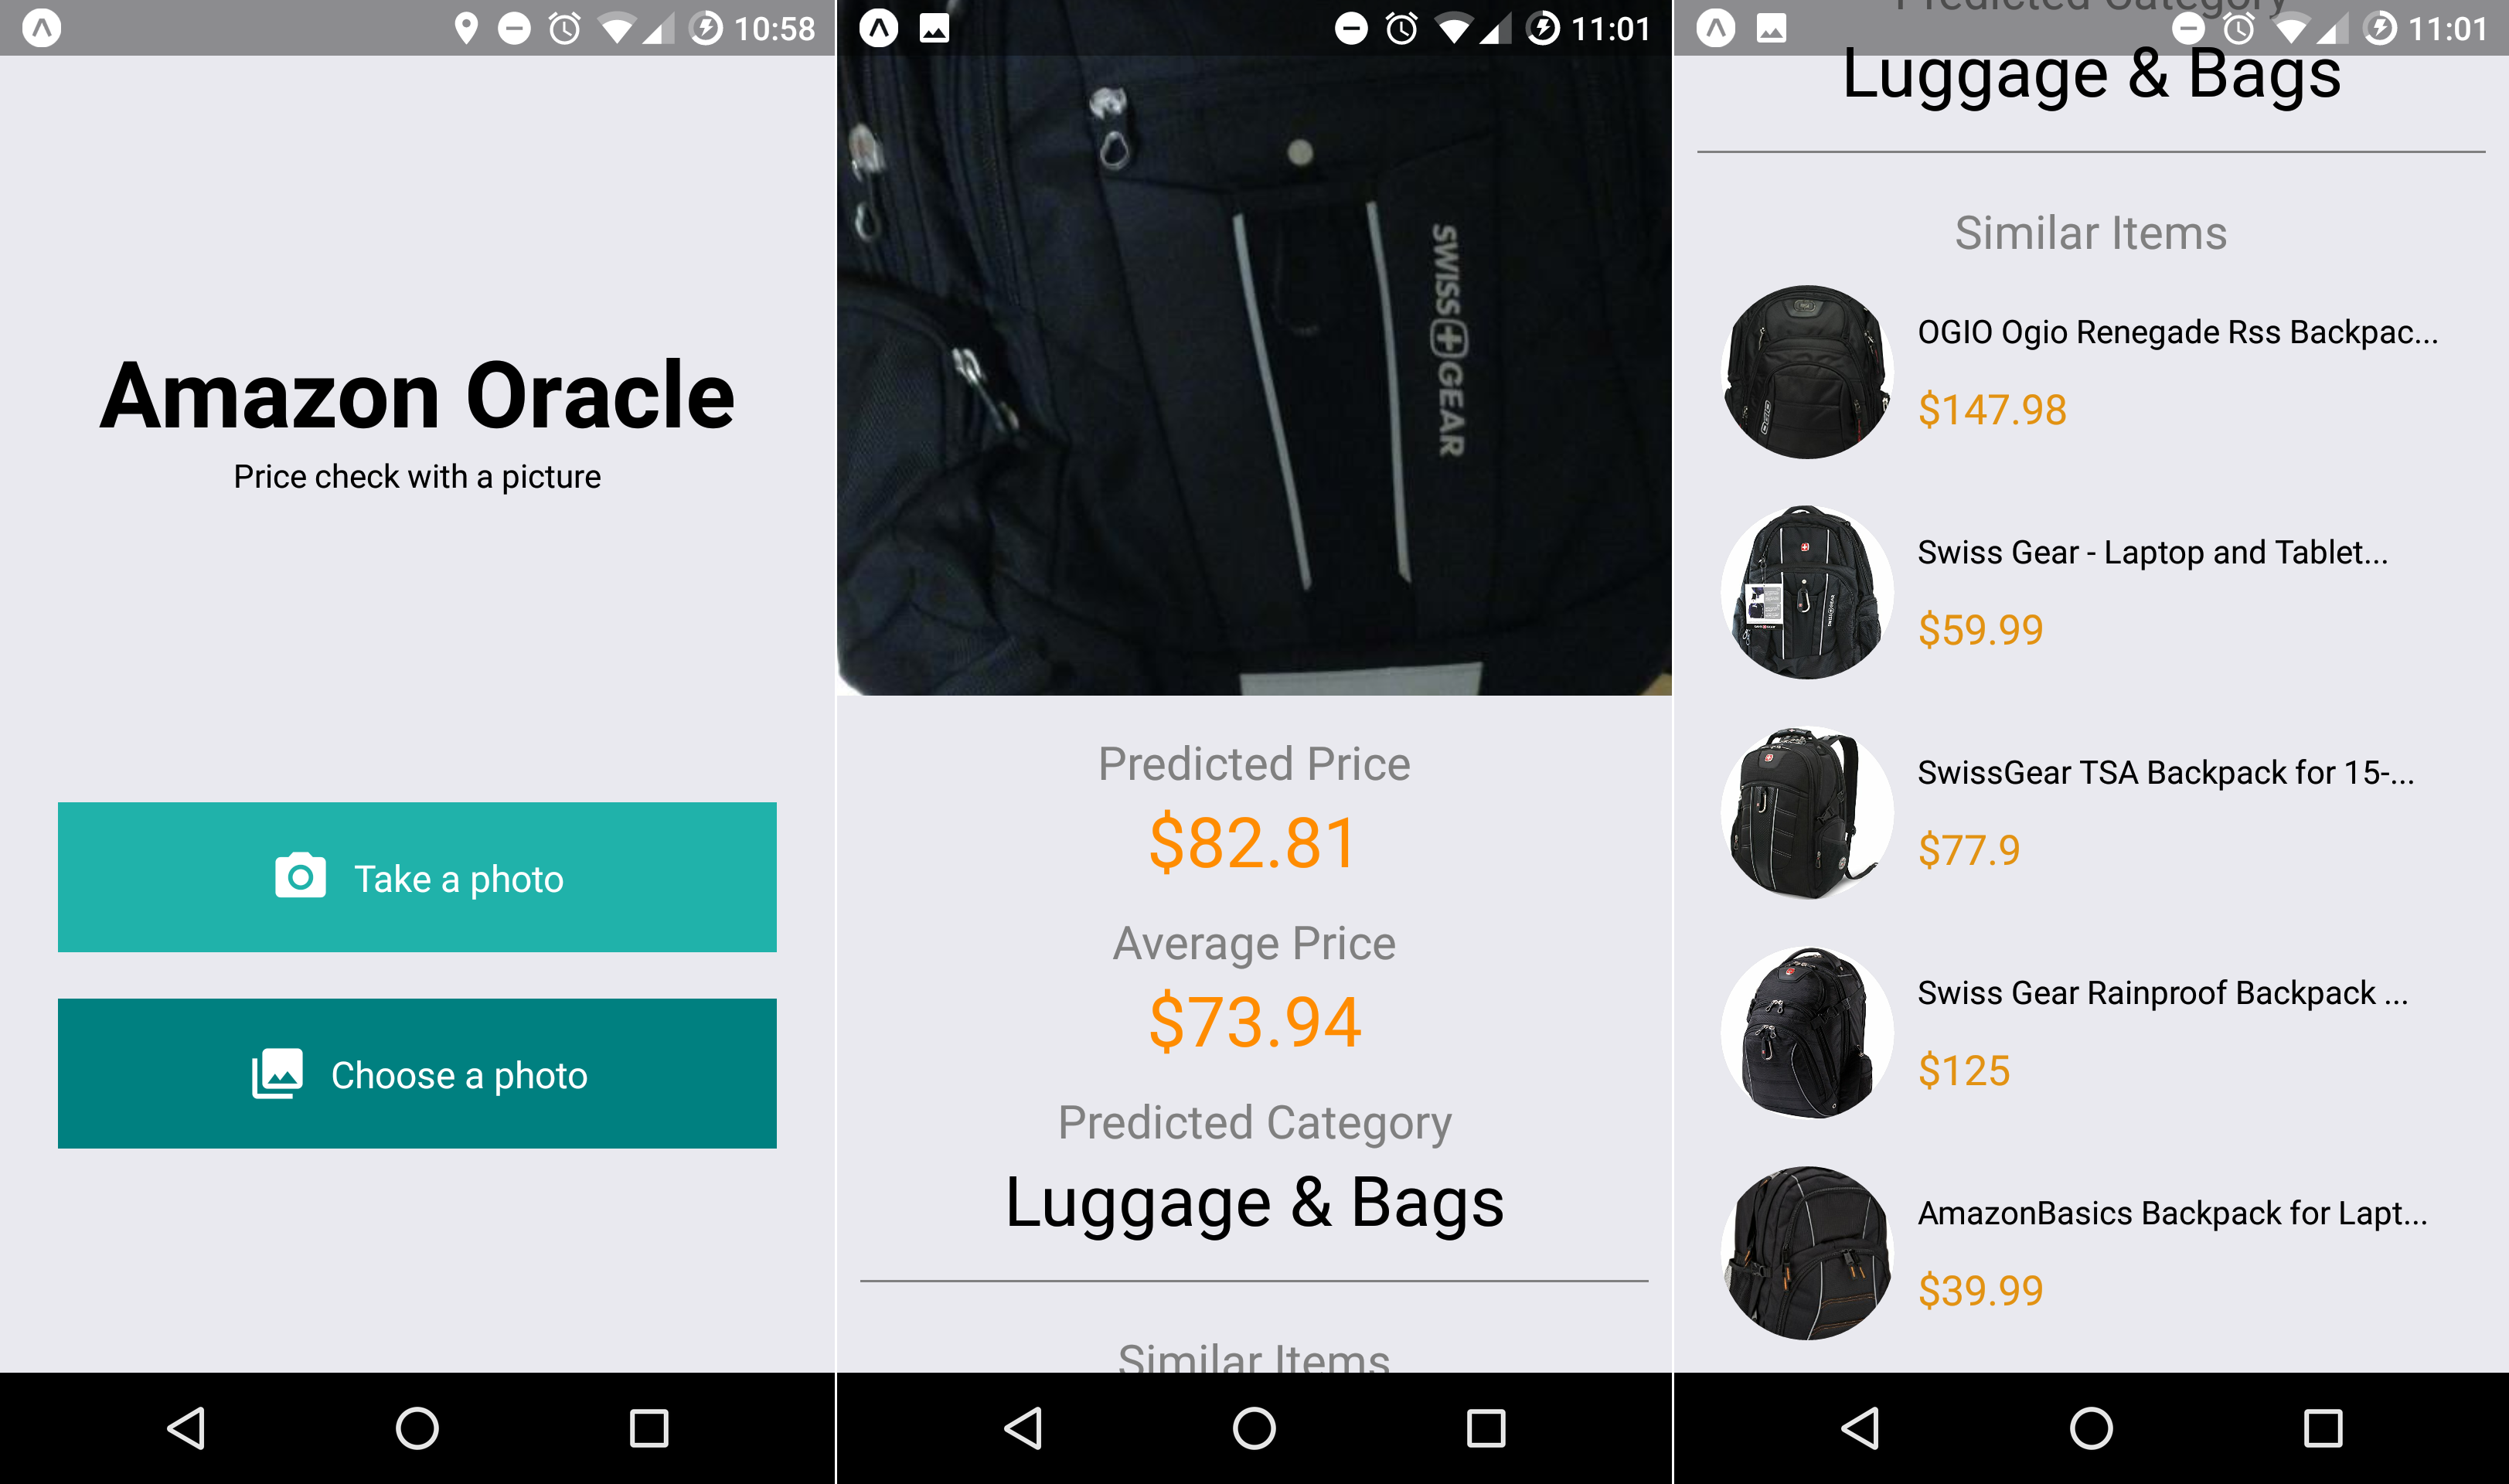 10:58
Amazon Oracle
Price check with a picture
Take a photo
Choose a photo
11:01
SWISS GEAR
Predicted Price
$82.81
Average Price
$73.94
Predicted Category
Luggage & Bags
Similar Items
Predicted Category
11:01
Luggage & Bags
Similar Items
OGIO Ogio Renegade Rss Backpac...
$147.98
OGIO
Swiss Gear - Laptop and Tablet...
$59.99
SwissGear TSA Backpack for 15-...
$77.9
Swiss Gear Rainproof Backpack ...
$125
AmazonBasics Backpack for Lapt...
$39.99